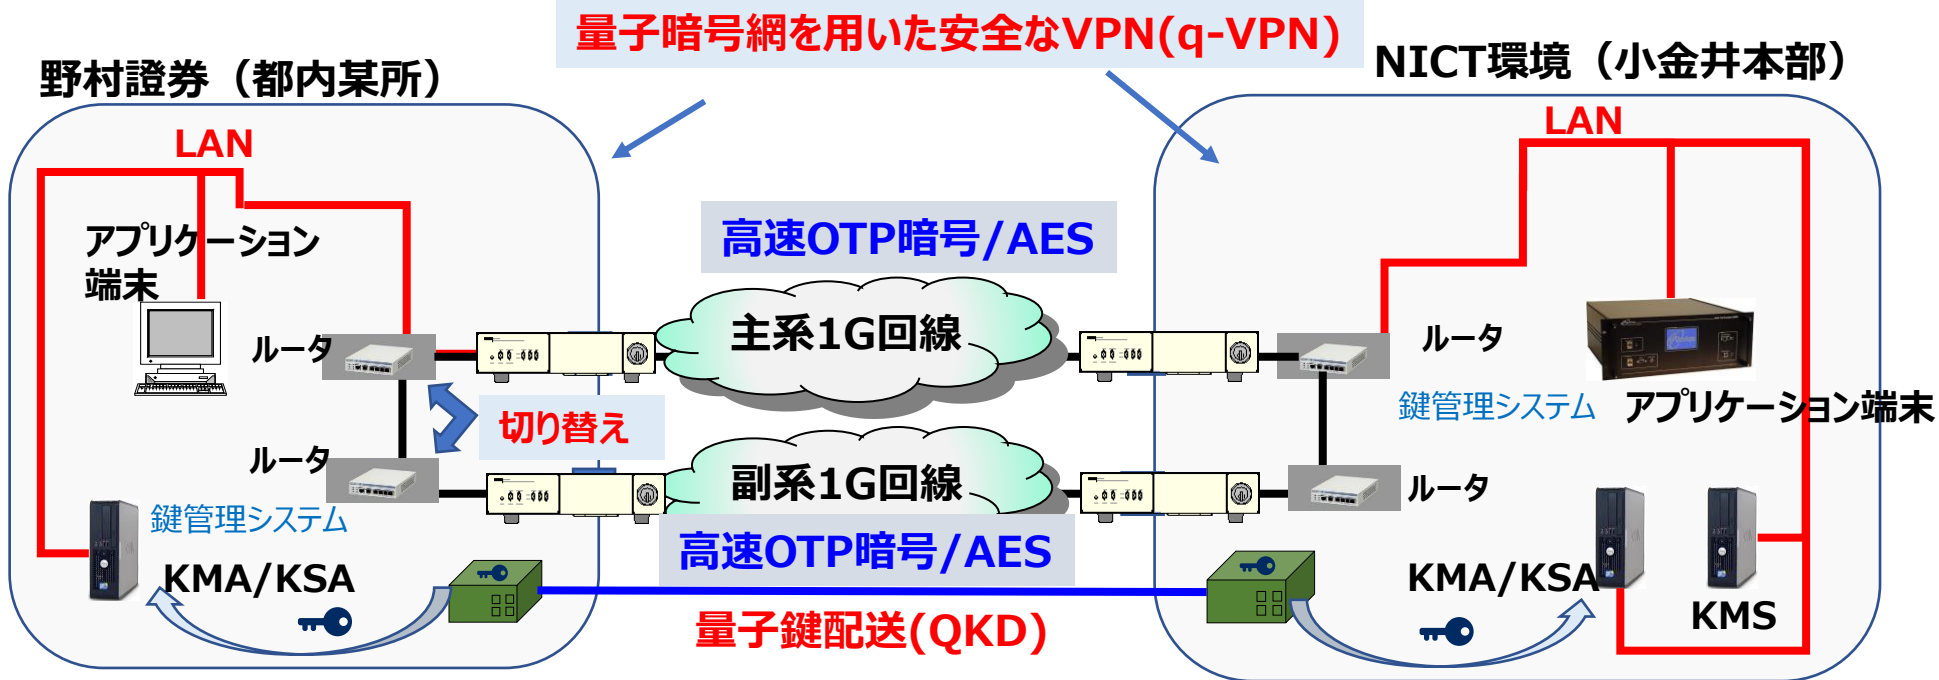 量子暗号網を用いた安全なVPN(q-VPN)
野村證券（都内某所）
NICT環境（小金井本部）
LAN
LAN
アプリケーション
端末
高速OTP暗号/AES
主系1G回線
ルータ
ルータ
切り替え
鍵管理システム
アプリケーション端末
ルータ
副系1G回線
ルータ
鍵管理システム
高速OTP暗号/AES
KMA/KSA
KMA/KSA
KMS
量子鍵配送(QKD)